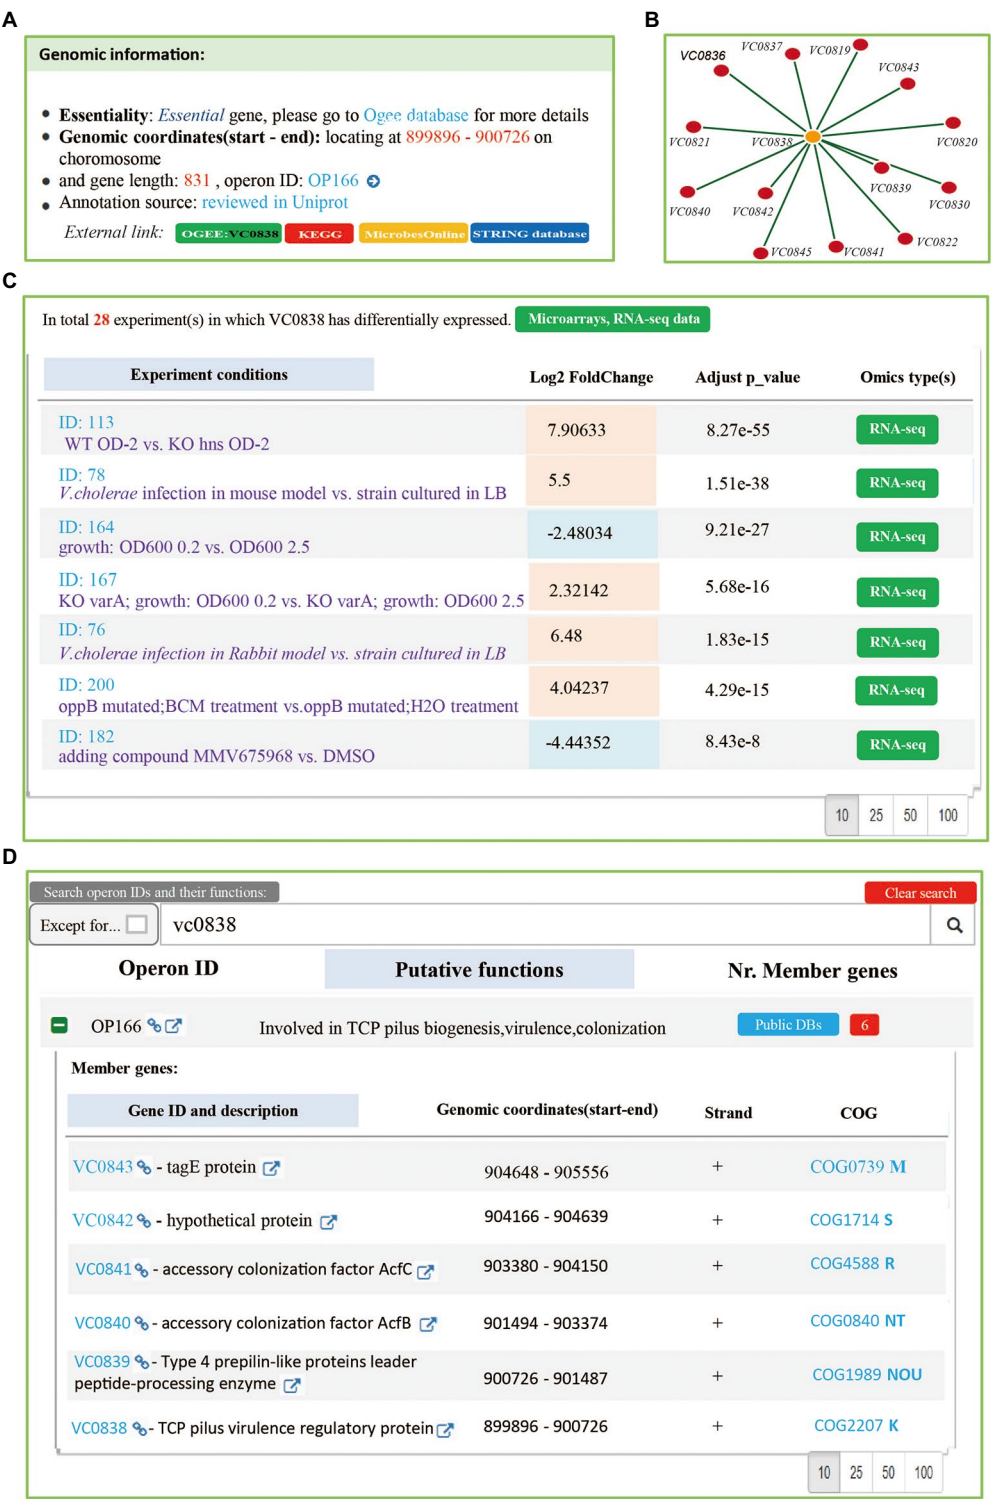 A
Genomic information:
• Essentiality: Essential gene, please go to Ogee database for more details
• Genomic coordinates(start - end): locating at 899896 - 900726 on
choromosome
• and gene length: 831 , operon ID: OP166
• Annotation source: reviewed in Uniprot
External link: OGEE:VC0838 KEGG MicrobesOnline STRING database
B
VC0836
VC0837
VC0819
VC0843
VC0821
VC0838
VC0820
VC0839
VC0840
VC0842
VC0830
VC0845
VC0841
VC0822
C
In total 28 experiment(s) in which VC0838 has differentially expressed. Microarrays, RNA-seq data
Experiment conditions Log2 FoldChange Adjust p_value Omics type(s)
ID: 113
WT OD-2 vs. KO hns OD-2 7.90633 8.27e-55 RNA-seq
ID: 78
V.cholerae infection in mouse model vs. strain cultured in LB 5.5 1.51e-38 RNA-seq
ID: 164
growth: OD600 0.2 vs. OD600 2.5 -2.48034 9.21e-27 RNA-seq
ID: 167
KO varA; growth: OD600 0.2 vs. KO varA; growth: OD600 2.5 2.32142 5.68e-16 RNA-seq
ID: 76
V.cholerae infection in Rabbit model vs. strain cultured in LB 6.48 1.83e-15 RNA-seq
ID: 200
oppB mutated;BCM treatment vs.oppB mutated;H2O treatment 4.04237 4.29e-15 RNA-seq
ID: 182
adding compound MMV675968 vs. DMSO -4.44352 8.43e-8 RNA-seq
10 25 50 100
D
Search operon IDs and their functions: Clear search
Except for... vc0838
Operon ID Putative functions Nr. Member genes
OP166 Involved in TCP pilus biogenesis,virulence,colonization Public DBs 6
Member genes:
Gene ID and description Genomic coordinates(start-end) Strand COG
VC0843 - tagE protein 904648 - 905556 + COG0739 M
VC0842 - hypothetical protein 904166 - 904639 + COG1714 S
VC0841 - accessory colonization factor AcfC 903380 - 904150 + COG4588 R
VC0840 - accessory colonization factor AcfB 901494 - 903374 + COG0840 NT
VC0839 - Type 4 prepilin-like proteins leader
peptide-processing enzyme 900726 - 901487 + COG1989 NOU
VC0838 - TCP pilus virulence regulatory protein 899896 - 900726 + COG2207 K
10 25 50 100